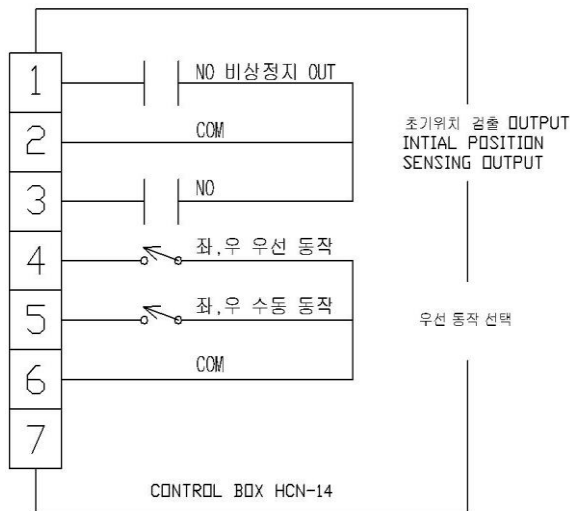 1
NO 비상정지 OUT
2
COM
3
NO
4
좌,우 우선 동작
5
좌,우 수동 동작
6
COM
7
초기위치 검출 OUTPUT
INTIAL POSITION
SENSING OUTPUT
우선 동작 선택
CONTROL BOX HCN-14